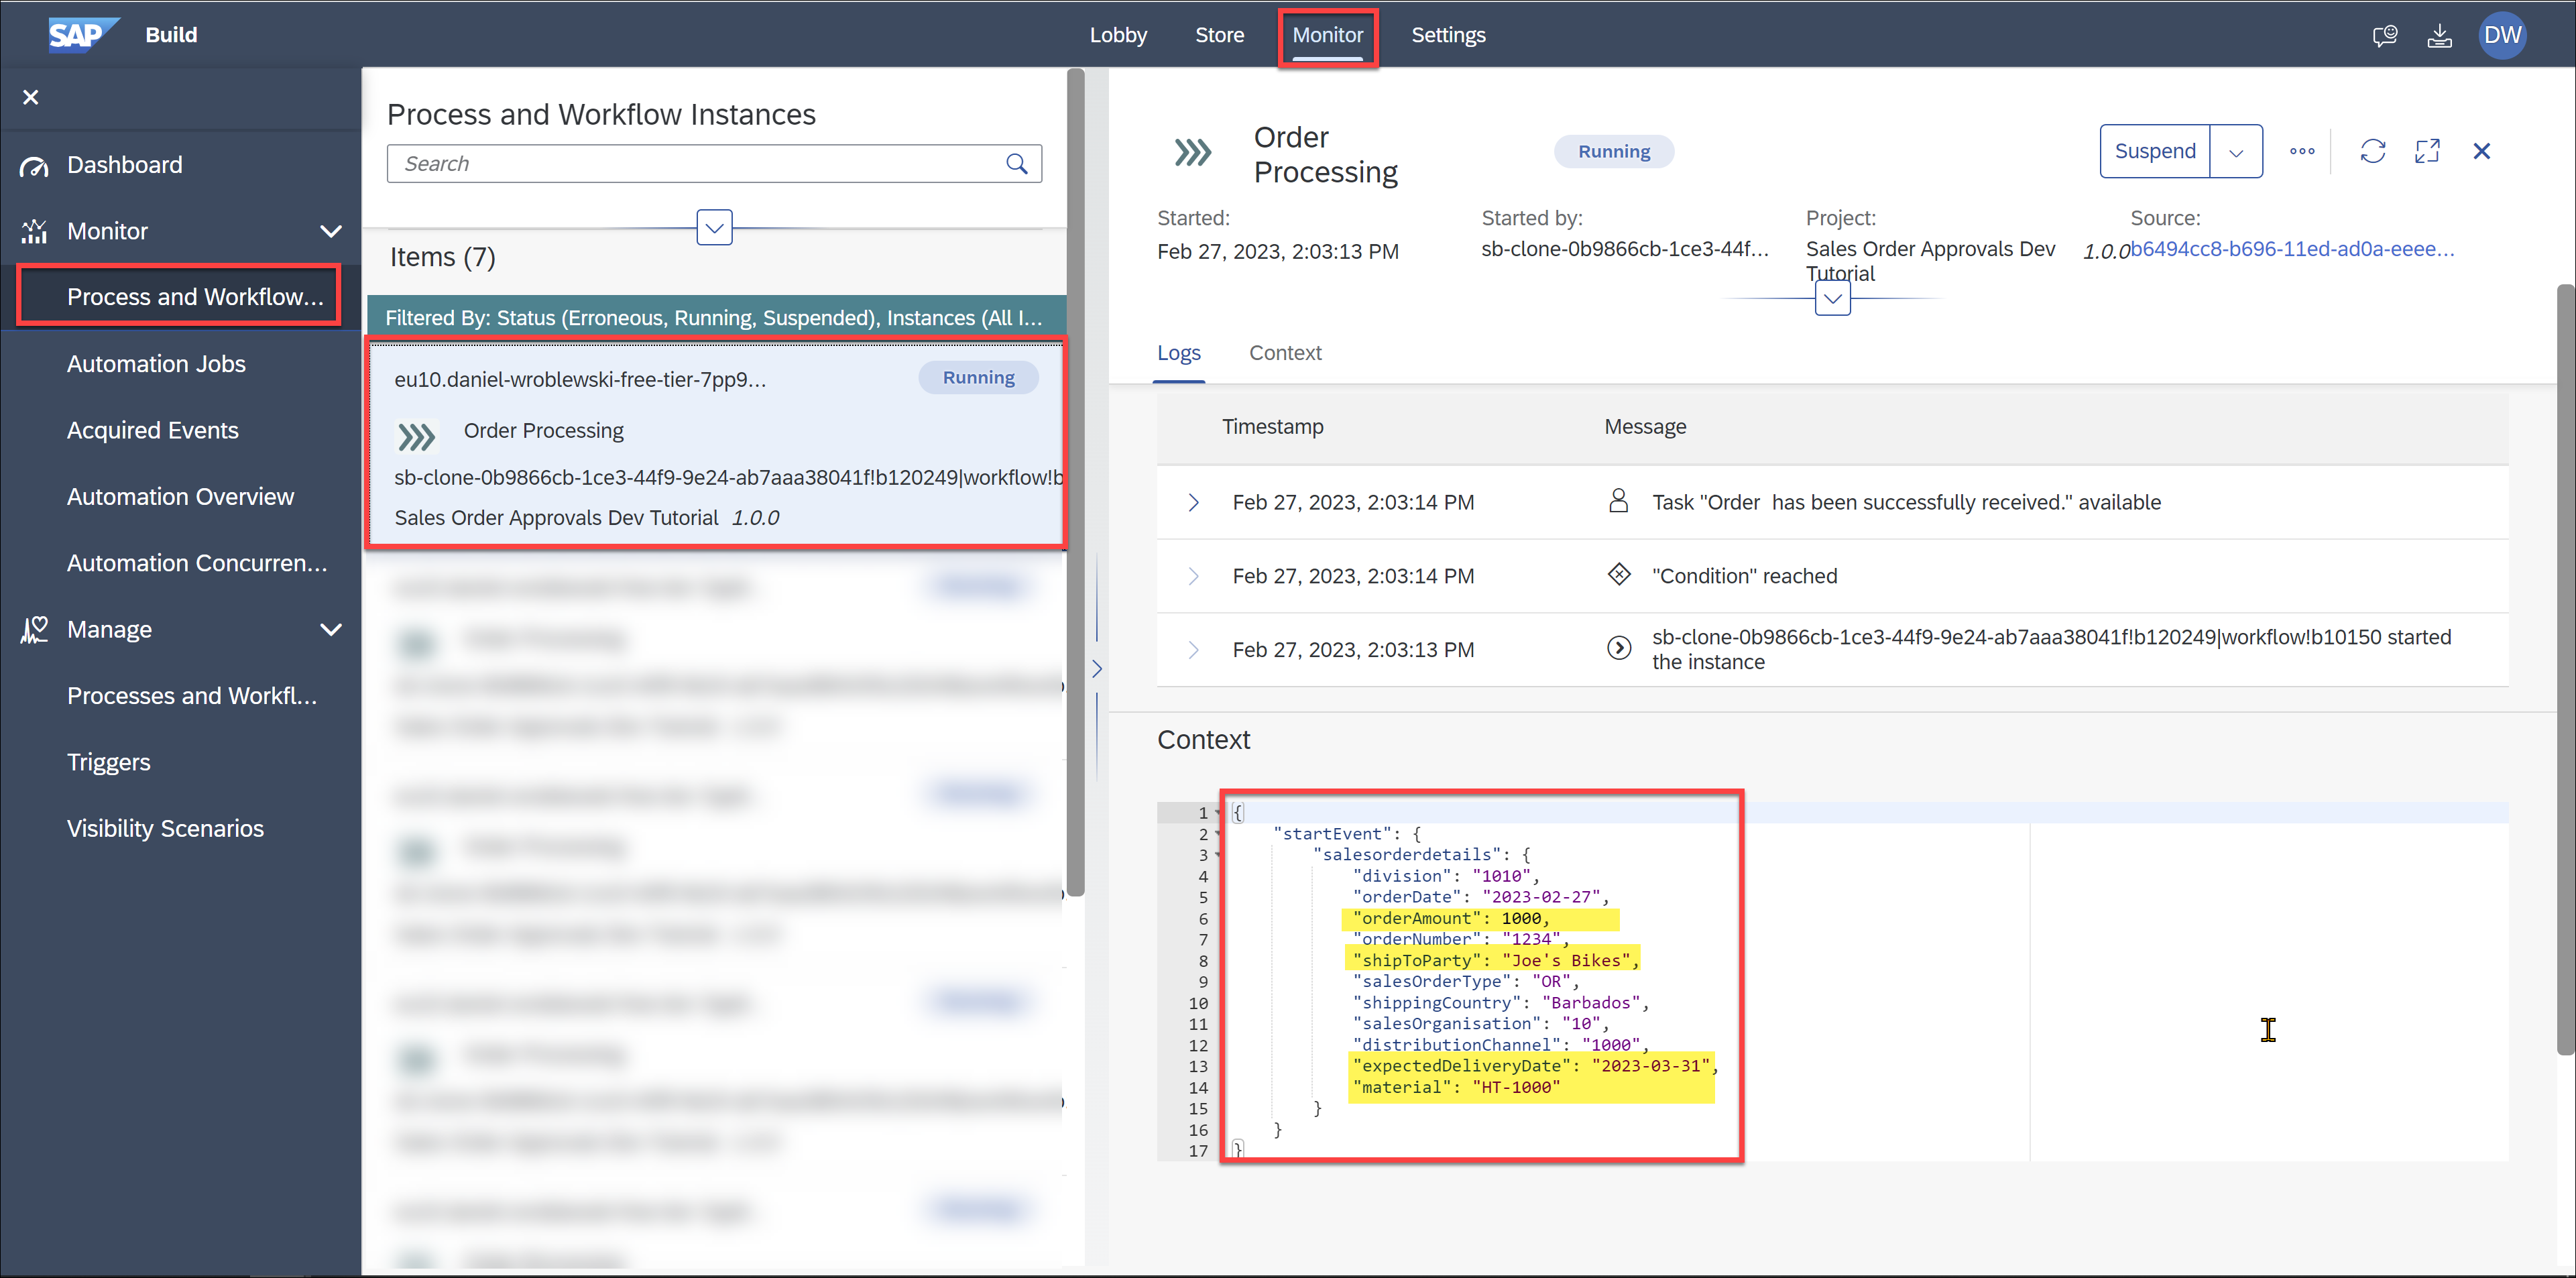 SAP Build
Lobby Store Monitor Settings
DW
Dashboard
Monitor
Process and Workflow...
Automation Jobs
Acquired Events
Automation Overview
Automation Concurren...
Manage
Processes and Workfl...
Triggers
Visibility Scenarios
Process and Workflow Instances
Search
Items (7)
Filtered By: Status (Erroneous, Running, Suspended), Instances (All I...
eu10.daniel-wroblewski-free-tier-7pp9...
Running
Order Processing
sb-clone-0b9866cb-1ce3-44f9-9e24-ab7aaa38041f!b120249|workflow!b
Sales Order Approvals Dev Tutorial 1.0.0
Order
Processing
Running
Suspend
Started:
Feb 27, 2023, 2:03:13 PM
Started by:
sb-clone-0b9866cb-1ce3-44f...
Project:
Sales Order Approvals Dev
Tutorial
1.0.0
Source:
b6494cc8-b696-11ed-ad0a-eeee...
Logs Context
Timestamp Message
Feb 27, 2023, 2:03:14 PM Task "Order has been successfully received." available
Feb 27, 2023, 2:03:14 PM "Condition" reached
Feb 27, 2023, 2:03:13 PM sb-clone-0b9866cb-1ce3-44f9-9e24-ab7aaa38041f!b120249|workflow!b10150 started
the instance
Context
1 {
2 "startEvent": {
3 "salesorderdetails": {
4 "division": "1010",
5 "orderDate": "2023-02-27",
6 "orderAmount": 1000,
7 "orderNumber": "1234",
8 "shipToParty": "Joe's Bikes",
9 "salesOrderType": "OR",
10 "shippingCountry": "Barbados",
11 "salesOrganisation": "10",
12 "distributionChannel": "1000",
13 "expectedDeliveryDate": "2023-03-31",
14 "material": "HT-1000"
15 }
16 }
17 }